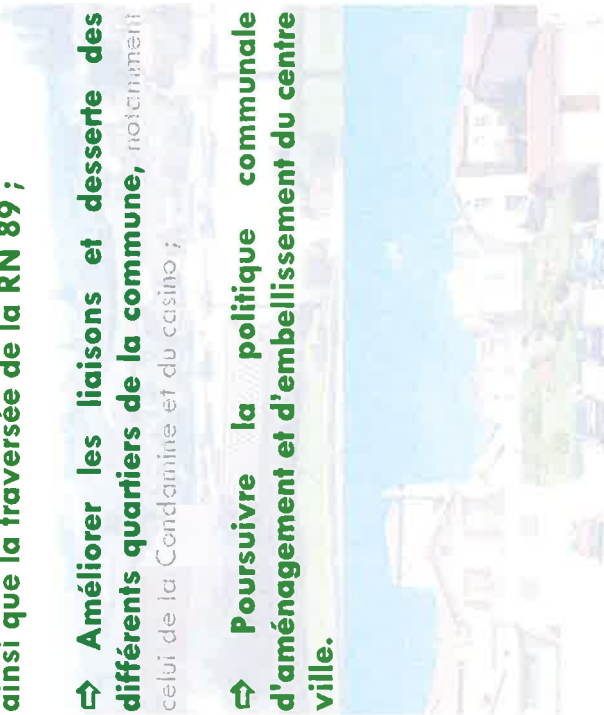 ainsi que la traversée de la RN 89 ;
⇨ Améliorer les liaisons et desserte des
différents quartiers de la commune, notamment
celui de la Condamine et du casino ;
⇨ Poursuivre la politique communale
d'aménagement et d'embellissement du centre
ville.